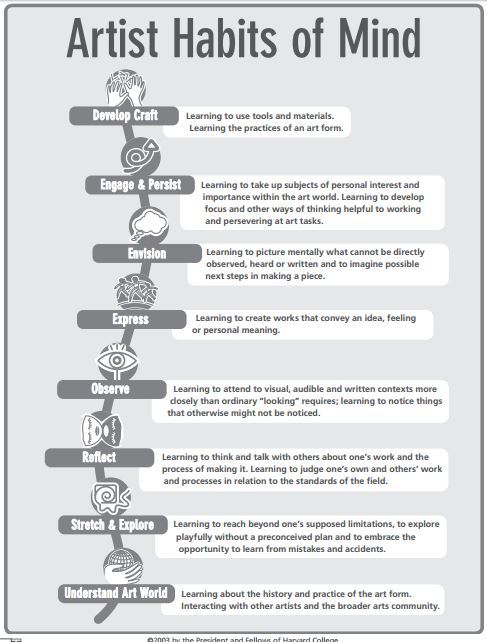 Artist Habits of Mind
Develop Craft
Learning to use tools and materials.
Learning the practices of an art form.
Engage & Persist
Learning to take up subjects of personal interest and
importance within the art world. Learning to develop
focus and other ways of thinking helpful to working
and persevering at art tasks.
Envision
Learning to picture mentally what cannot be directly
observed, heard or written and to imagine possible
next steps in making a piece.
Express
Learning to create works that convey an idea, feeling
or personal meaning.
Observe
Learning to attend to visual, audible and written contexts more
closely than ordinary “looking” requires; learning to notice things
that otherwise might not be noticed.
Reflect
Learning to think and talk with others about one’s work and the
process of making it. Learning to judge one’s own and others’ work
and processes in relation to the standards of the field.
Stretch & Explore
Learning to reach beyond one’s supposed limitations, to explore
playfully without a preconceived plan and to embrace the
opportunity to learn from mistakes and accidents.
Understand Art World
Learning about the history and practice of the art form.
Interacting with other artists and the broader arts community.
©2003 by the President and Fellows of Harvard College